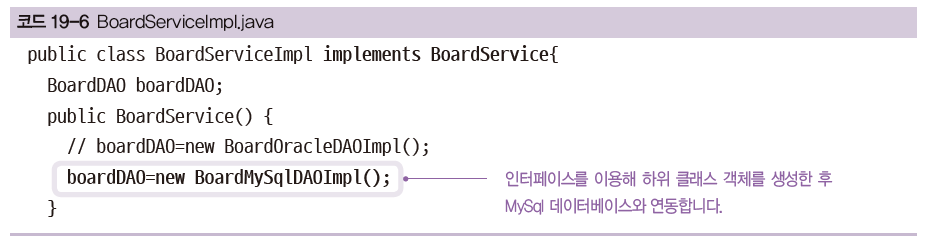 코드 19-6 BoardServiceImpl.java
public class BoardServiceImpl implements BoardService{
BoardDAO boardDAO;
public BoardService() {
// boardDAO=new BoardOracleDAOImpl();
boardDAO=new BoardMySqlDAOImpl();
인터페이스를 이용해 하위 클래스 객체를 생성한 후
MySql 데이터베이스와 연동합니다.
}